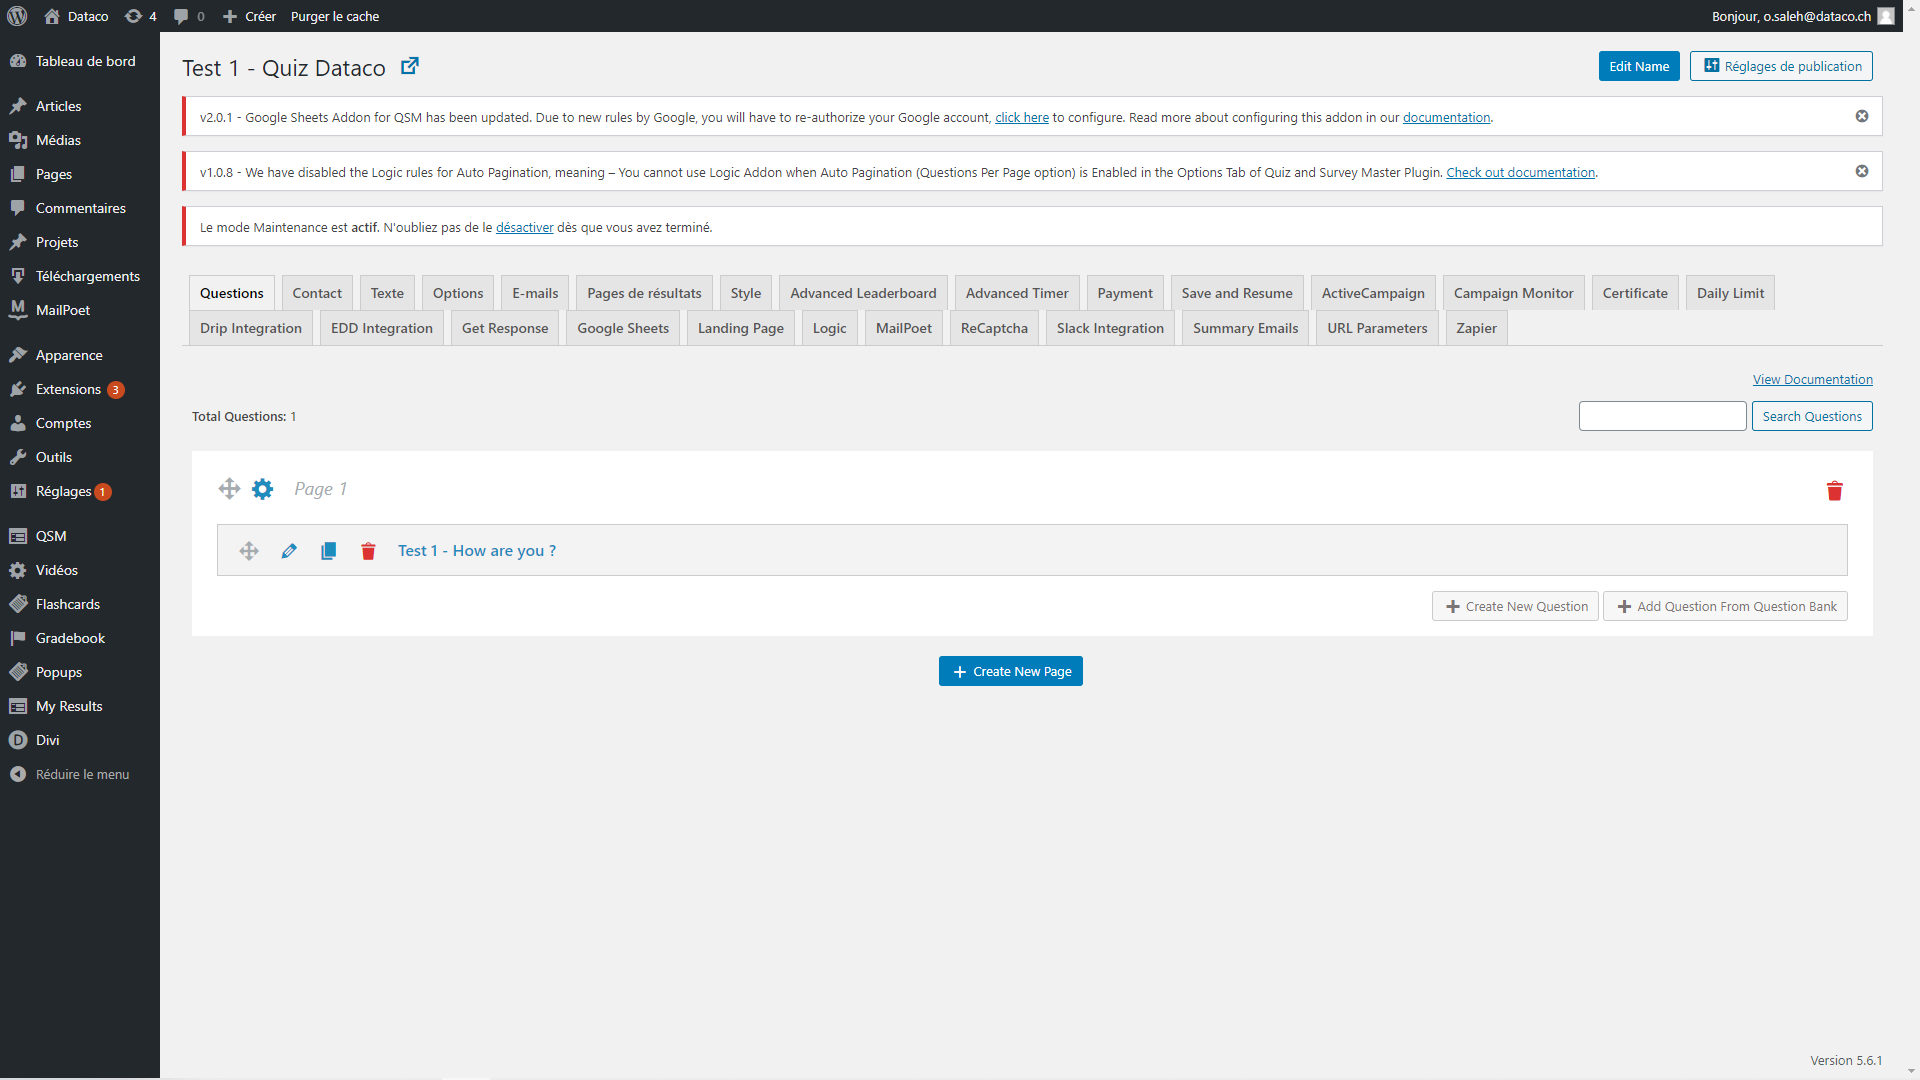 Dataco 4 0 Créer Purger le cache Bonjour, o.saleh@dataco.ch
Tableau de bord
Articles
Médias
Pages
Commentaires
Projets
Téléchargements
MailPoet
Apparence
Extensions 3
Comptes
Outils
Réglages 1
QSM
Vidéos
Flashcards
Gradebook
Popups
My Results
Divi
Réduire le menu
Test 1 - Quiz Dataco
Edit Name Réglages de publication
v2.0.1 - Google Sheets Addon for QSM has been updated. Due to new rules by Google, you will have to re-authorize your Google account, click here to configure. Read more about configuring this addon in our documentation.
v1.0.8 - We have disabled the Logic rules for Auto Pagination, meaning – You cannot use Logic Addon when Auto Pagination (Questions Per Page option) is Enabled in the Options Tab of Quiz and Survey Master Plugin. Check out documentation.
Le mode Maintenance est actif. N'oubliez pas de le désactiver dès que vous avez terminé.
Questions Contact Texte Options E-mails Pages de résultats Style Advanced Leaderboard Advanced Timer Payment Save and Resume ActiveCampaign Campaign Monitor Certificate Daily Limit
Drip Integration EDD Integration Get Response Google Sheets Landing Page Logic MailPoet ReCaptcha Slack Integration Summary Emails URL Parameters Zapier
View Documentation
Total Questions: 1
Search Questions
Page 1
Test 1 - How are you ?
Create New Question Add Question From Question Bank
Create New Page
Version 5.6.1